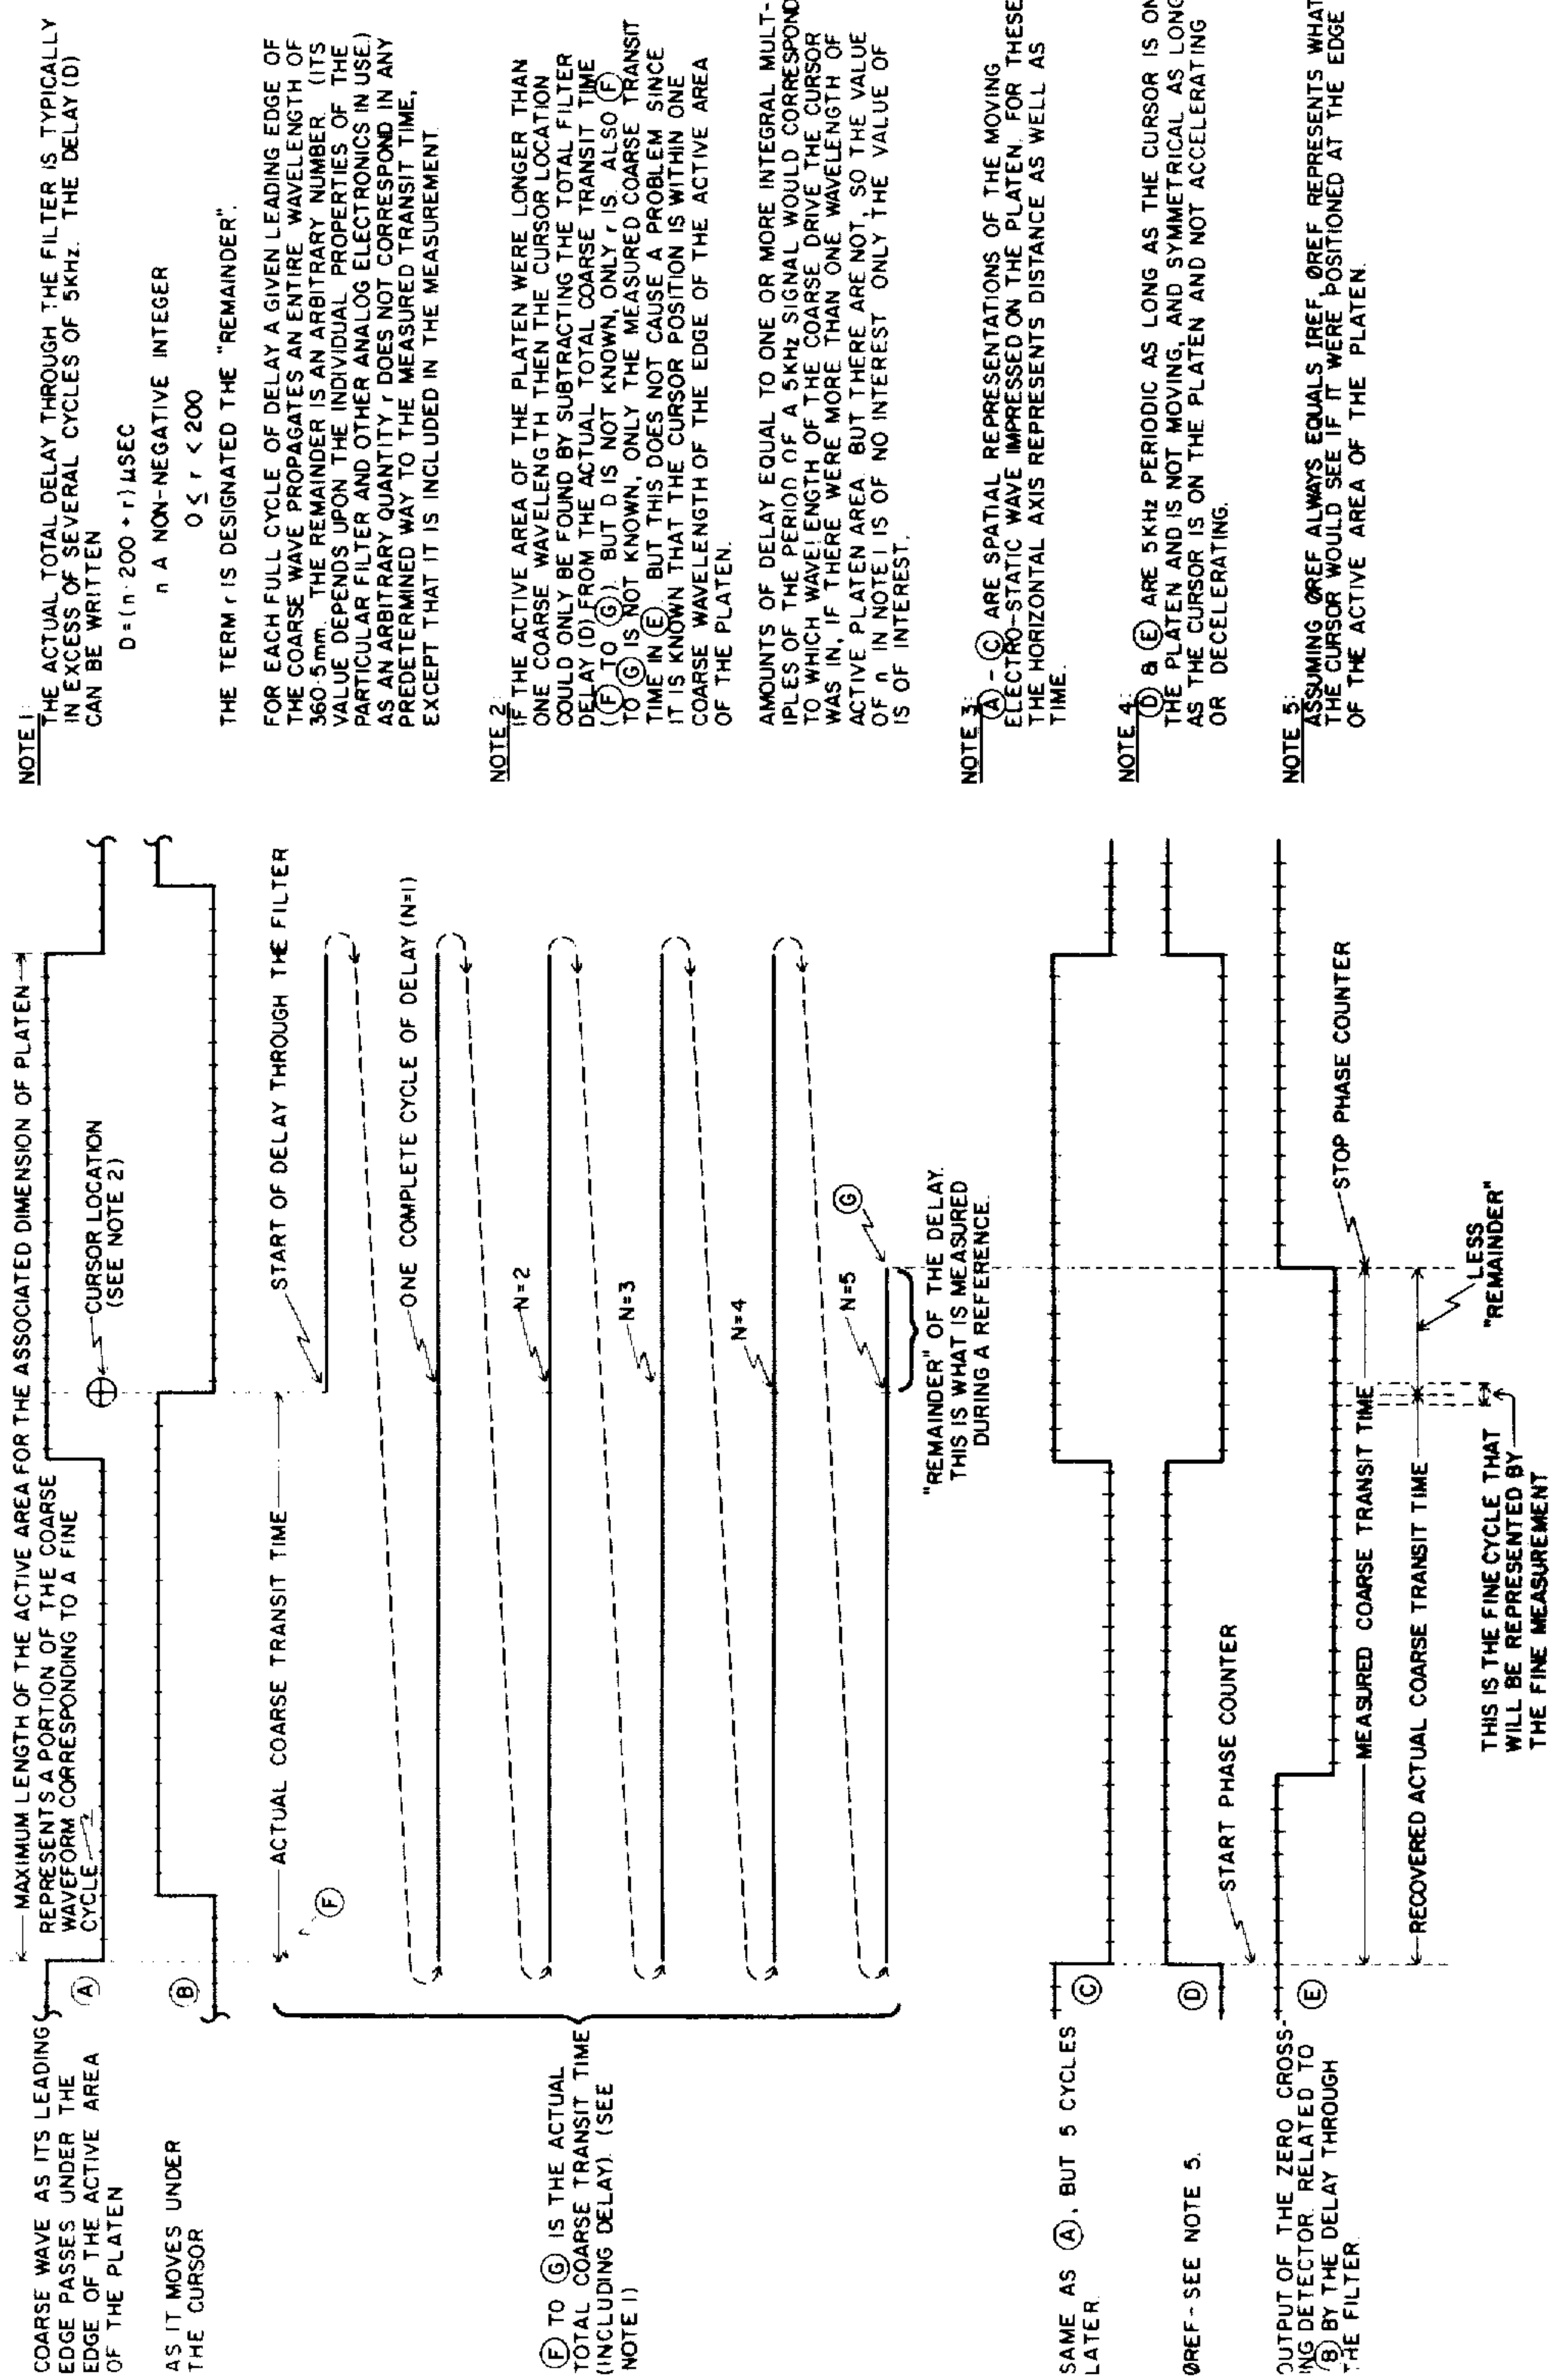 COARSE WAVE AS ITS LEADING
EDGE PASSES UNDER THE
EDGE OF THE ACTIVE AREA
OF THE PLATEN
AS IT MOVES UNDER
THE CURSOR
Ⓕ TO Ⓖ IS THE ACTUAL
TOTAL COARSE TRANSIT TIME
(INCLUDING DELAY). (SEE
NOTE 1)
SAME AS Ⓐ, BUT 5 CYCLES
LATER.
ØREF-SEE NOTE 5.
OUTPUT OF THE ZERO CROSS-
ING DETECTOR. RELATED TO
Ⓑ BY THE DELAY THROUGH
THE FILTER.
MAXIMUM LENGTH OF THE ACTIVE AREA FOR THE ASSOCIATED DIMENSION OF PLATEN
REPRESENTS A PORTION OF THE COARSE
WAVEFORM CORRESPONDING TO A FINE
CYCLE
Ⓐ
CURSOR LOCATION
(SEE NOTE 2)
Ⓑ
ACTUAL COARSE TRANSIT TIME
START OF DELAY THROUGH THE FILTER
Ⓕ
ONE COMPLETE CYCLE OF DELAY (N=1)
N=2
N=3
N=4
N=5
Ⓖ
"REMAINDER" OF THE DELAY.
THIS IS WHAT IS MEASURED
DURING A REFERENCE.
Ⓒ
Ⓓ
START PHASE COUNTER
Ⓔ
STOP PHASE COUNTER
MEASURED COARSE TRANSIT TIME
RECOVERED ACTUAL COARSE TRANSIT TIME
LESS
"REMAINDER"
THIS IS THE FINE CYCLE THAT
WILL BE REPRESENTED BY
THE FINE MEASUREMENT
NOTE 1:
THE ACTUAL TOTAL DELAY THROUGH THE FILTER IS TYPICALLY
IN EXCESS OF SEVERAL CYCLES OF 5KHz. THE DELAY (D)
CAN BE WRITTEN
D=(n·200 + r) µSEC
n A NON-NEGATIVE INTEGER
0 ≤ r < 200
THE TERM r IS DESIGNATED THE "REMAINDER".
FOR EACH FULL CYCLE OF DELAY A GIVEN LEADING EDGE OF
THE COARSE WAVE PROPAGATES AN ENTIRE WAVELENGTH OF
360.5mm. THE REMAINDER IS AN ARBITRARY NUMBER. (ITS
VALUE DEPENDS UPON THE INDIVIDUAL PROPERTIES OF THE
PARTICULAR FILTER AND OTHER ANALOG ELECTRONICS IN USE.)
AS AN ARBITRARY QUANTITY r DOES NOT CORRESPOND IN ANY
PREDETERMINED WAY TO THE MEASURED TRANSIT TIME,
EXCEPT THAT IT IS INCLUDED IN THE MEASUREMENT.
NOTE 2:
IF THE ACTIVE AREA OF THE PLATEN WERE LONGER THAN
ONE COARSE WAVELENGTH THEN THE CURSOR LOCATION
COULD ONLY BE FOUND BY SUBTRACTING THE TOTAL FILTER
DELAY (D) FROM THE ACTUAL TOTAL COARSE TRANSIT TIME
(Ⓕ TO Ⓖ). BUT D IS NOT KNOWN, ONLY r IS. ALSO Ⓕ
TO Ⓖ IS NOT KNOWN, ONLY THE MEASURED COARSE TRANSIT
TIME IN Ⓔ. BUT THIS DOES NOT CAUSE A PROBLEM SINCE
IT IS KNOWN THAT THE CURSOR POSITION IS WITHIN ONE
COARSE WAVELENGTH OF THE EDGE OF THE ACTIVE AREA
OF THE PLATEN.
AMOUNTS OF DELAY EQUAL TO ONE OR MORE INTEGRAL MULT-
IPLES OF THE PERIOD OF A 5KHz SIGNAL WOULD CORRESPOND
TO WHICH WAVELENGTH OF THE COARSE DRIVE THE CURSOR
WAS IN, IF THERE WERE MORE THAN ONE WAVELENGTH OF
ACTIVE PLATEN AREA. BUT THERE ARE NOT, SO THE VALUE
OF n IN NOTE 1 IS OF NO INTEREST. ONLY THE VALUE OF
IS OF INTEREST.
NOTE 3:
Ⓐ - Ⓒ ARE SPATIAL REPRESENTATIONS OF THE MOVING
ELECTRO-STATIC WAVE IMPRESSED ON THE PLATEN. FOR THESE
THE HORIZONTAL AXIS REPRESENTS DISTANCE AS WELL AS
TIME.
NOTE 4:
Ⓓ & Ⓔ ARE 5KHz PERIODIC AS LONG AS THE CURSOR IS ON
THE PLATEN AND IS NOT MOVING, AND SYMMETRICAL AS LONG
AS THE CURSOR IS ON THE PLATEN AND NOT ACCELERATING
OR DECELERATING.
NOTE 5:
ASSUMING ØREF ALWAYS EQUALS IREF, ØREF REPRESENTS WHAT
THE CURSOR WOULD SEE IF IT WERE POSITIONED AT THE EDGE
OF THE ACTIVE AREA OF THE PLATEN.